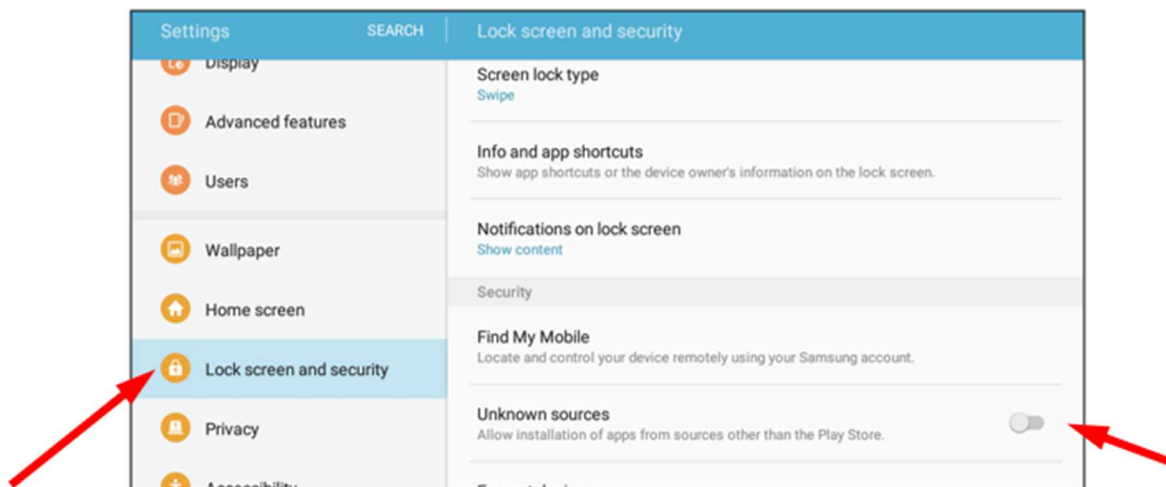 Settings
SEARCH
Lock screen and security
Display
Advanced features
Users
Wallpaper
Home screen
Lock screen and security
Privacy
Accessibility
Screen lock type
Swipe
Info and app shortcuts
Show app shortcuts or the device owner's information on the lock screen.
Notifications on lock screen
Show content
Security
Find My Mobile
Locate and control your device remotely using your Samsung account.
Unknown sources
Allow installation of apps from sources other than the Play Store.